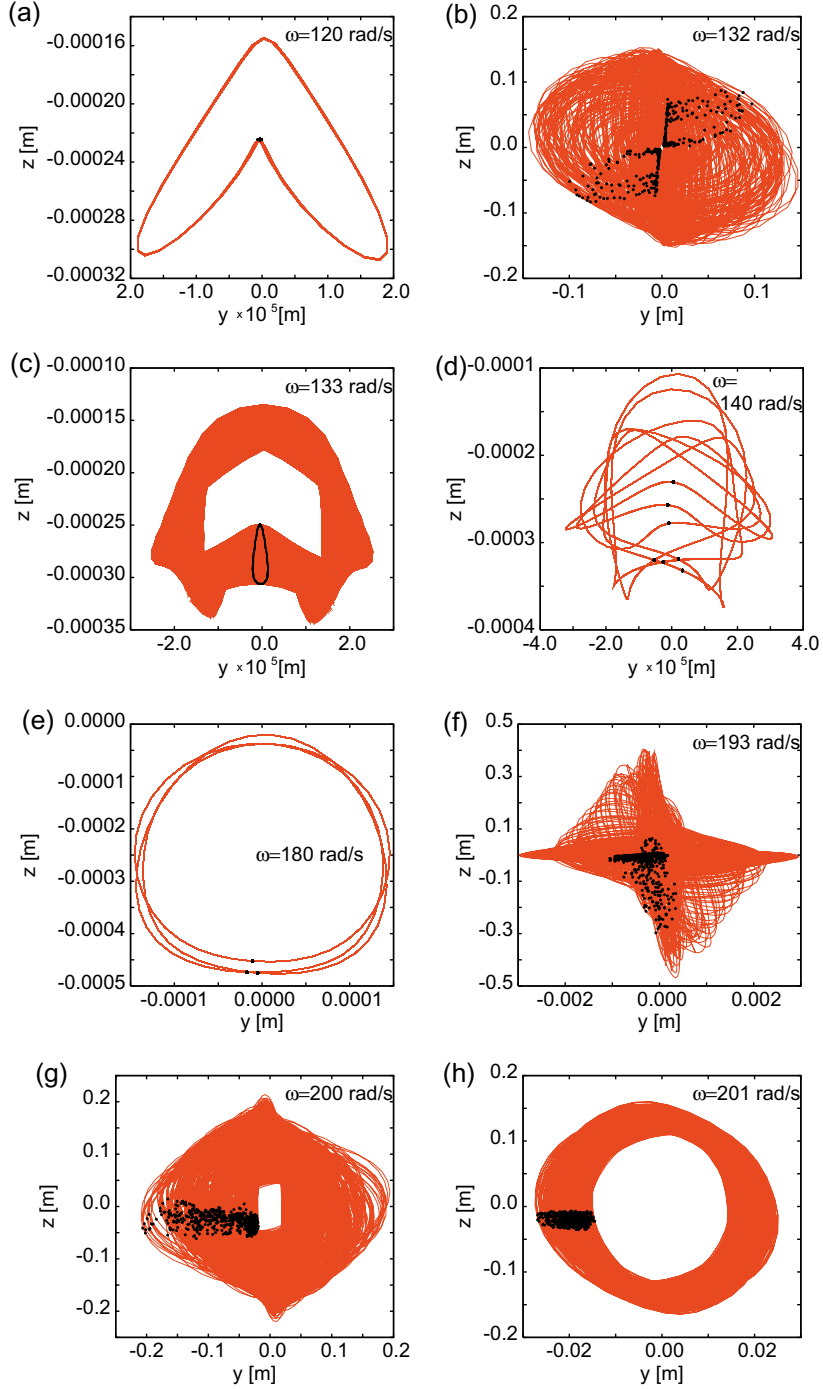 (a)
ω=120 rad/s
z [m]
-0.00016
-0.00020
-0.00024
-0.00028
-0.00032
2.0 -1.0 0.0 1.0 2.0
y ×10⁵[m]
(b)
ω=132 rad/s
z [m]
0.2
0.1
0.0
-0.1
-0.2
-0.1 0.0 0.1
y [m]
(c)
ω=133 rad/s
z [m]
-0.00010
-0.00015
-0.00020
-0.00025
-0.00030
-0.00035
-2.0 0.0 2.0
y ×10⁵[m]
(d)
ω=
140 rad/s
z [m]
-0.0001
-0.0002
-0.0003
-0.0004
-4.0 -2.0 0.0 2.0 4.0
y ×10⁵[m]
(e)
ω=180 rad/s
z [m]
0.0000
-0.0001
-0.0002
-0.0003
-0.0004
-0.0005
-0.0001 0.0000 0.0001
y [m]
(f)
ω=193 rad/s
z [m]
0.5
0.3
0.1
-0.1
-0.3
-0.5
-0.002 0.000 0.002
y [m]
(g)
ω=200 rad/s
z [m]
0.2
0.1
0.0
-0.1
-0.2
-0.2 -0.1 0.0 0.1 0.2
y [m]
(h)
ω=201 rad/s
z [m]
0.2
0.1
0.0
-0.1
-0.2
-0.02 0.00 0.02
y [m]